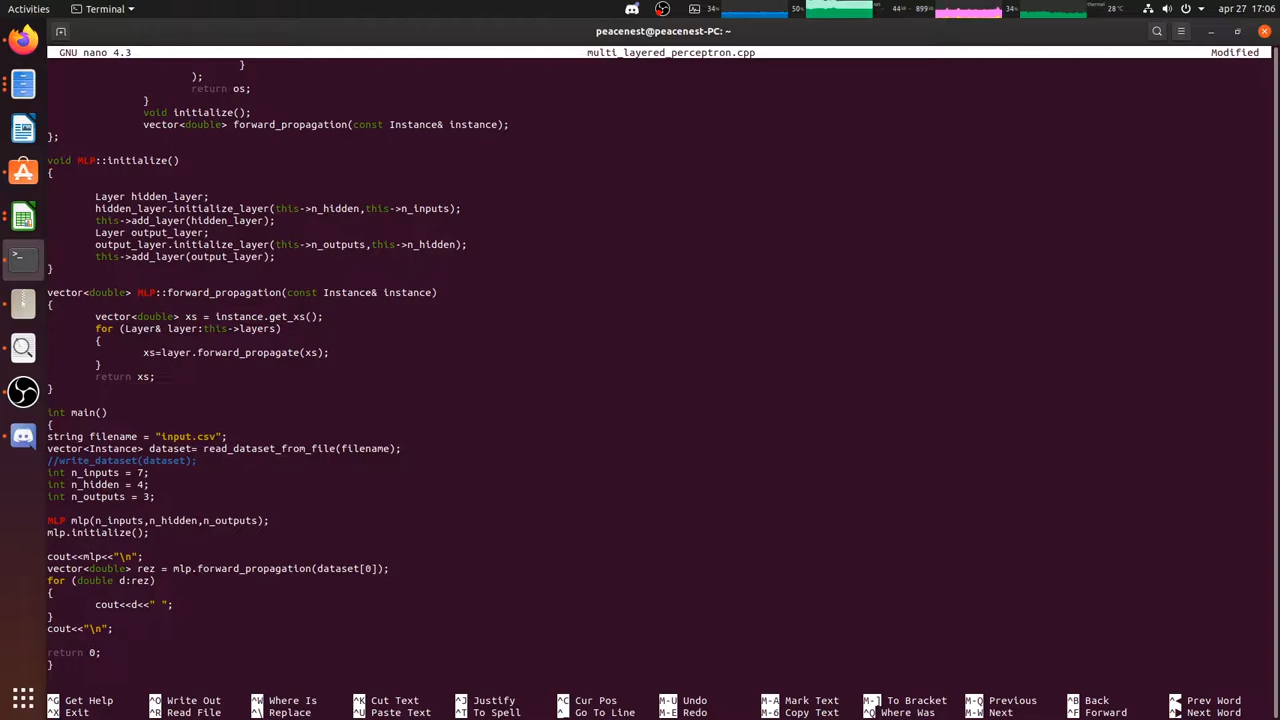 Activities Terminal 34% 50% 44W 899M 34% thermal 28°C apr 27 17:06
peacenest@peacenest-PC: ~
GNU nano 4.3 multi_layered_perceptron.cpp Modified
}
);
return os;
}
void initialize();
vector<double> forward_propagation(const Instance& instance);
};
void MLP::initialize()
{
Layer hidden_layer;
hidden_layer.initialize_layer(this->n_hidden,this->n_inputs);
this->add_layer(hidden_layer);
Layer output_layer;
output_layer.initialize_layer(this->n_outputs,this->n_hidden);
this->add_layer(output_layer);
}
vector<double> MLP::forward_propagation(const Instance& instance)
{
vector<double> xs = instance.get_xs();
for (Layer& layer:this->layers)
{
xs=layer.forward_propagate(xs);
}
return xs;
}
int main()
{
string filename = "input.csv";
vector<Instance> dataset= read_dataset_from_file(filename);
//write_dataset(dataset);
int n_inputs = 7;
int n_hidden = 4;
int n_outputs = 3;
MLP mlp(n_inputs,n_hidden,n_outputs);
mlp.initialize();
cout<<mlp<<"\n";
vector<double> rez = mlp.forward_propagation(dataset[0]);
for (double d:rez)
{
cout<<d<<" ";
}
cout<<"\n";
return 0;
}
^G Get Help ^O Write Out ^W Where Is ^K Cut Text ^J Justify ^C Cur Pos M-U Undo M-A Mark Text M-] To Bracket M-Q Previous ^B Back Prev Word
^X Exit ^R Read File ^\ Replace ^U Paste Text ^T To Spell ^_ Go To Line M-E Redo M-6 Copy Text ^Q Where Was M-W Next ^F Forward Next Word